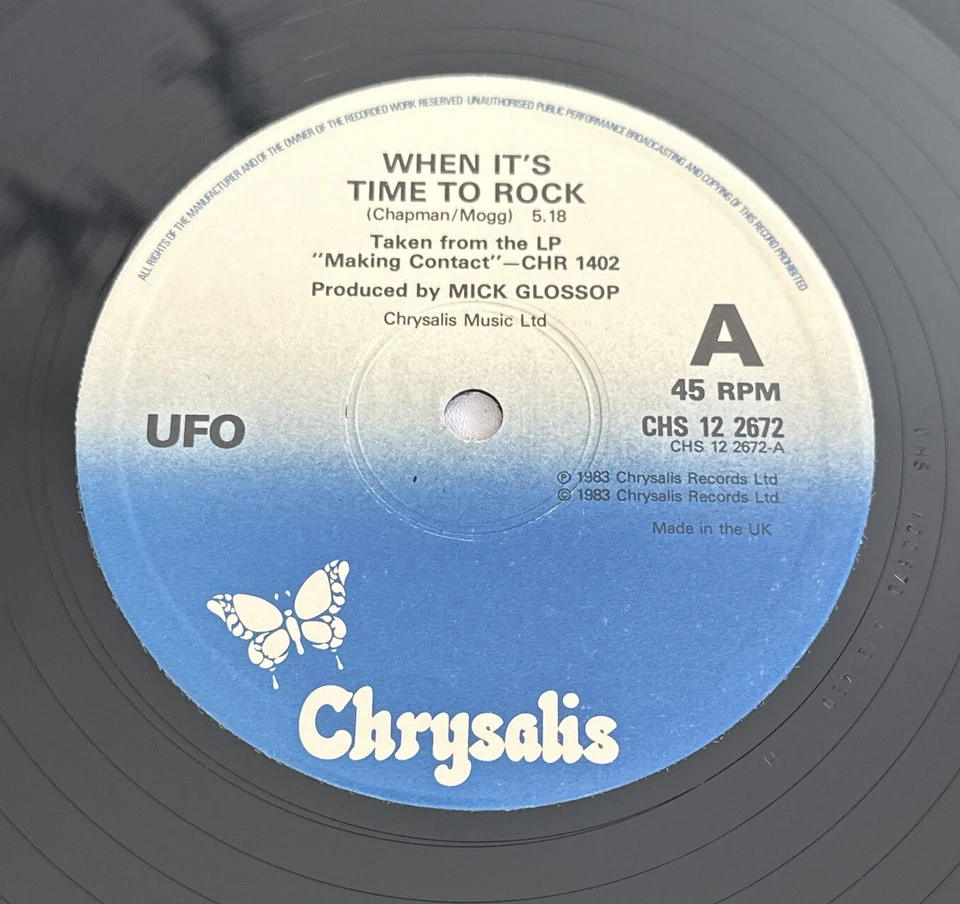 ALL RIGHTS OF THE MANUFACTURER AND OF THE OWNER OF THE RECORDED WORK RESERVED UNAUTHORISED PUBLIC PERFORMANCE BROADCASTING AND COPYING OF THIS RECORD PROHIBITED
WHEN IT'S
TIME TO ROCK
(Chapman/Mogg) 5.18
Taken from the LP
"Making Contact"—CHR 1402
Produced by MICK GLOSSOP
Chrysalis Music Ltd
A
45 RPM
UFO
CHS 12 2672
CHS 12 2672-A
℗ 1983 Chrysalis Records Ltd
© 1983 Chrysalis Records Ltd
Made in the UK
Chrysalis